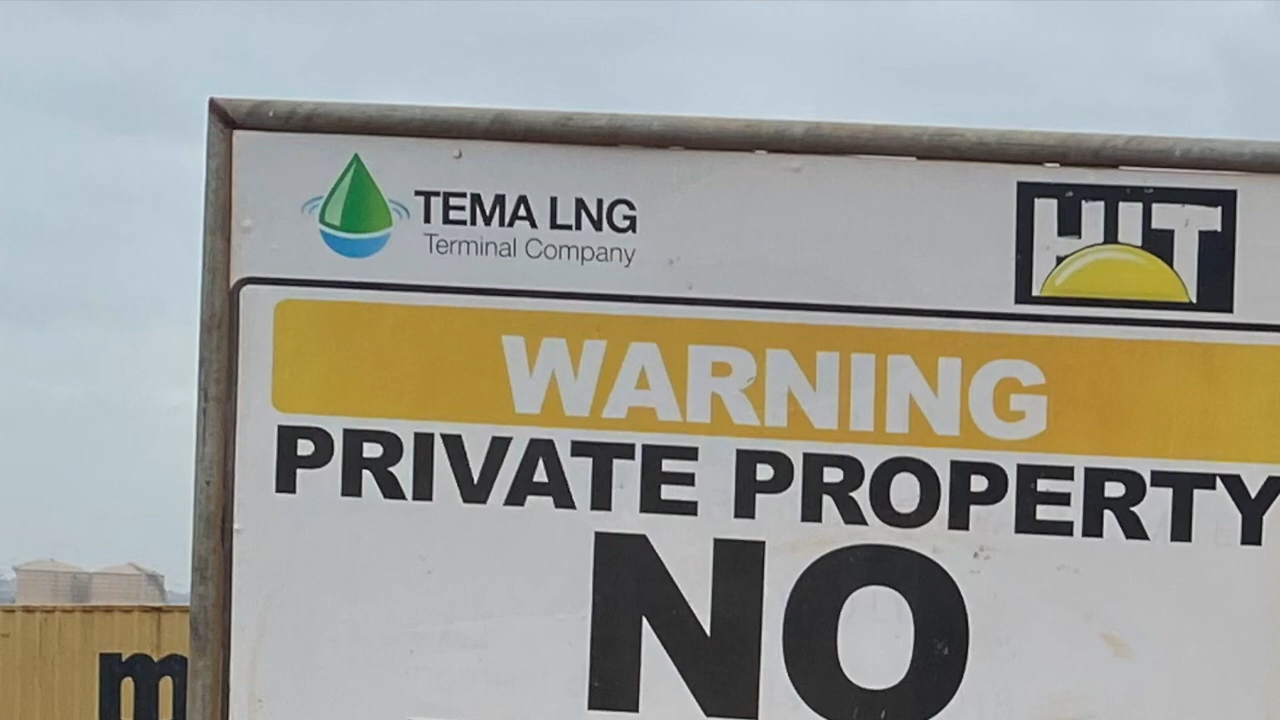 TEMA LNG
Terminal Company
HIT
WARNING
PRIVATE PROPERTY
NO
m